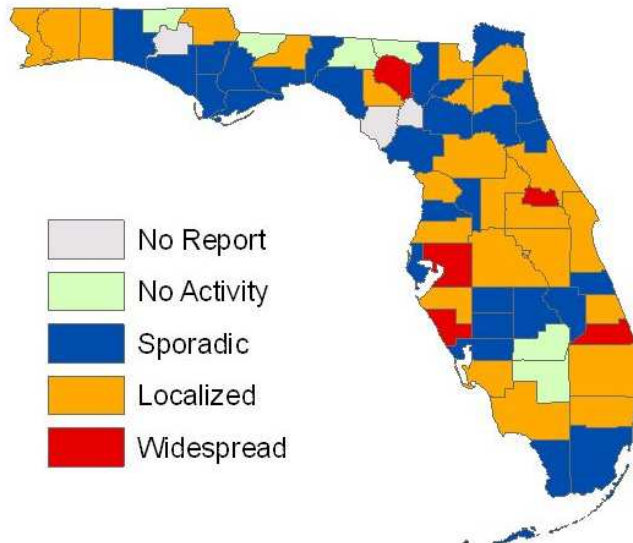 No Report
No Activity
Sporadic
Localized
Widespread